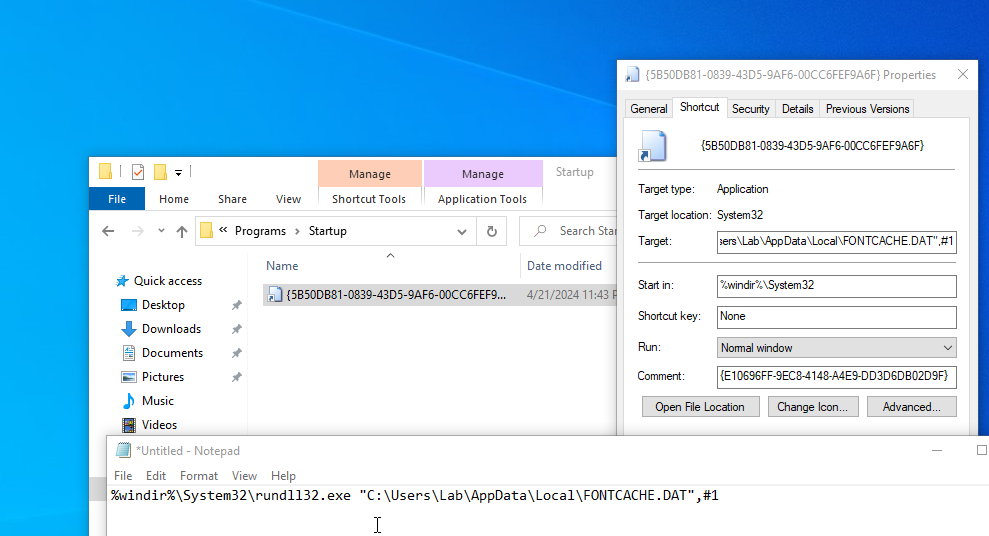 {5B50DB81-0839-43D5-9AF6-00CC6FEF9A6F} Properties
General Shortcut Security Details Previous Versions
{5B50DB81-0839-43D5-9AF6-00CC6FEF9A6F}
Target type: Application
Target location: System32
Target: sers\Lab\AppData\Local\FONTCACHE.DAT",#1
Start in: %windir%\System32
Shortcut key: None
Run: Normal window
Comment: {E10696FF-9EC8-4148-A4E9-DD3D6DB02D9F}
Open File Location Change Icon... Advanced...
Manage Manage Startup
File Home Share View Shortcut Tools Application Tools
« Programs > Startup Search Star
Name Date modified
{5B50DB81-0839-43D5-9AF6-00CC6FEF9... 4/21/2024 11:43 P
Quick access
Desktop
Downloads
Documents
Pictures
Music
Videos
*Untitled - Notepad
File Edit Format View Help
%windir%\System32\rundll32.exe "C:\Users\Lab\AppData\Local\FONTCACHE.DAT",#1